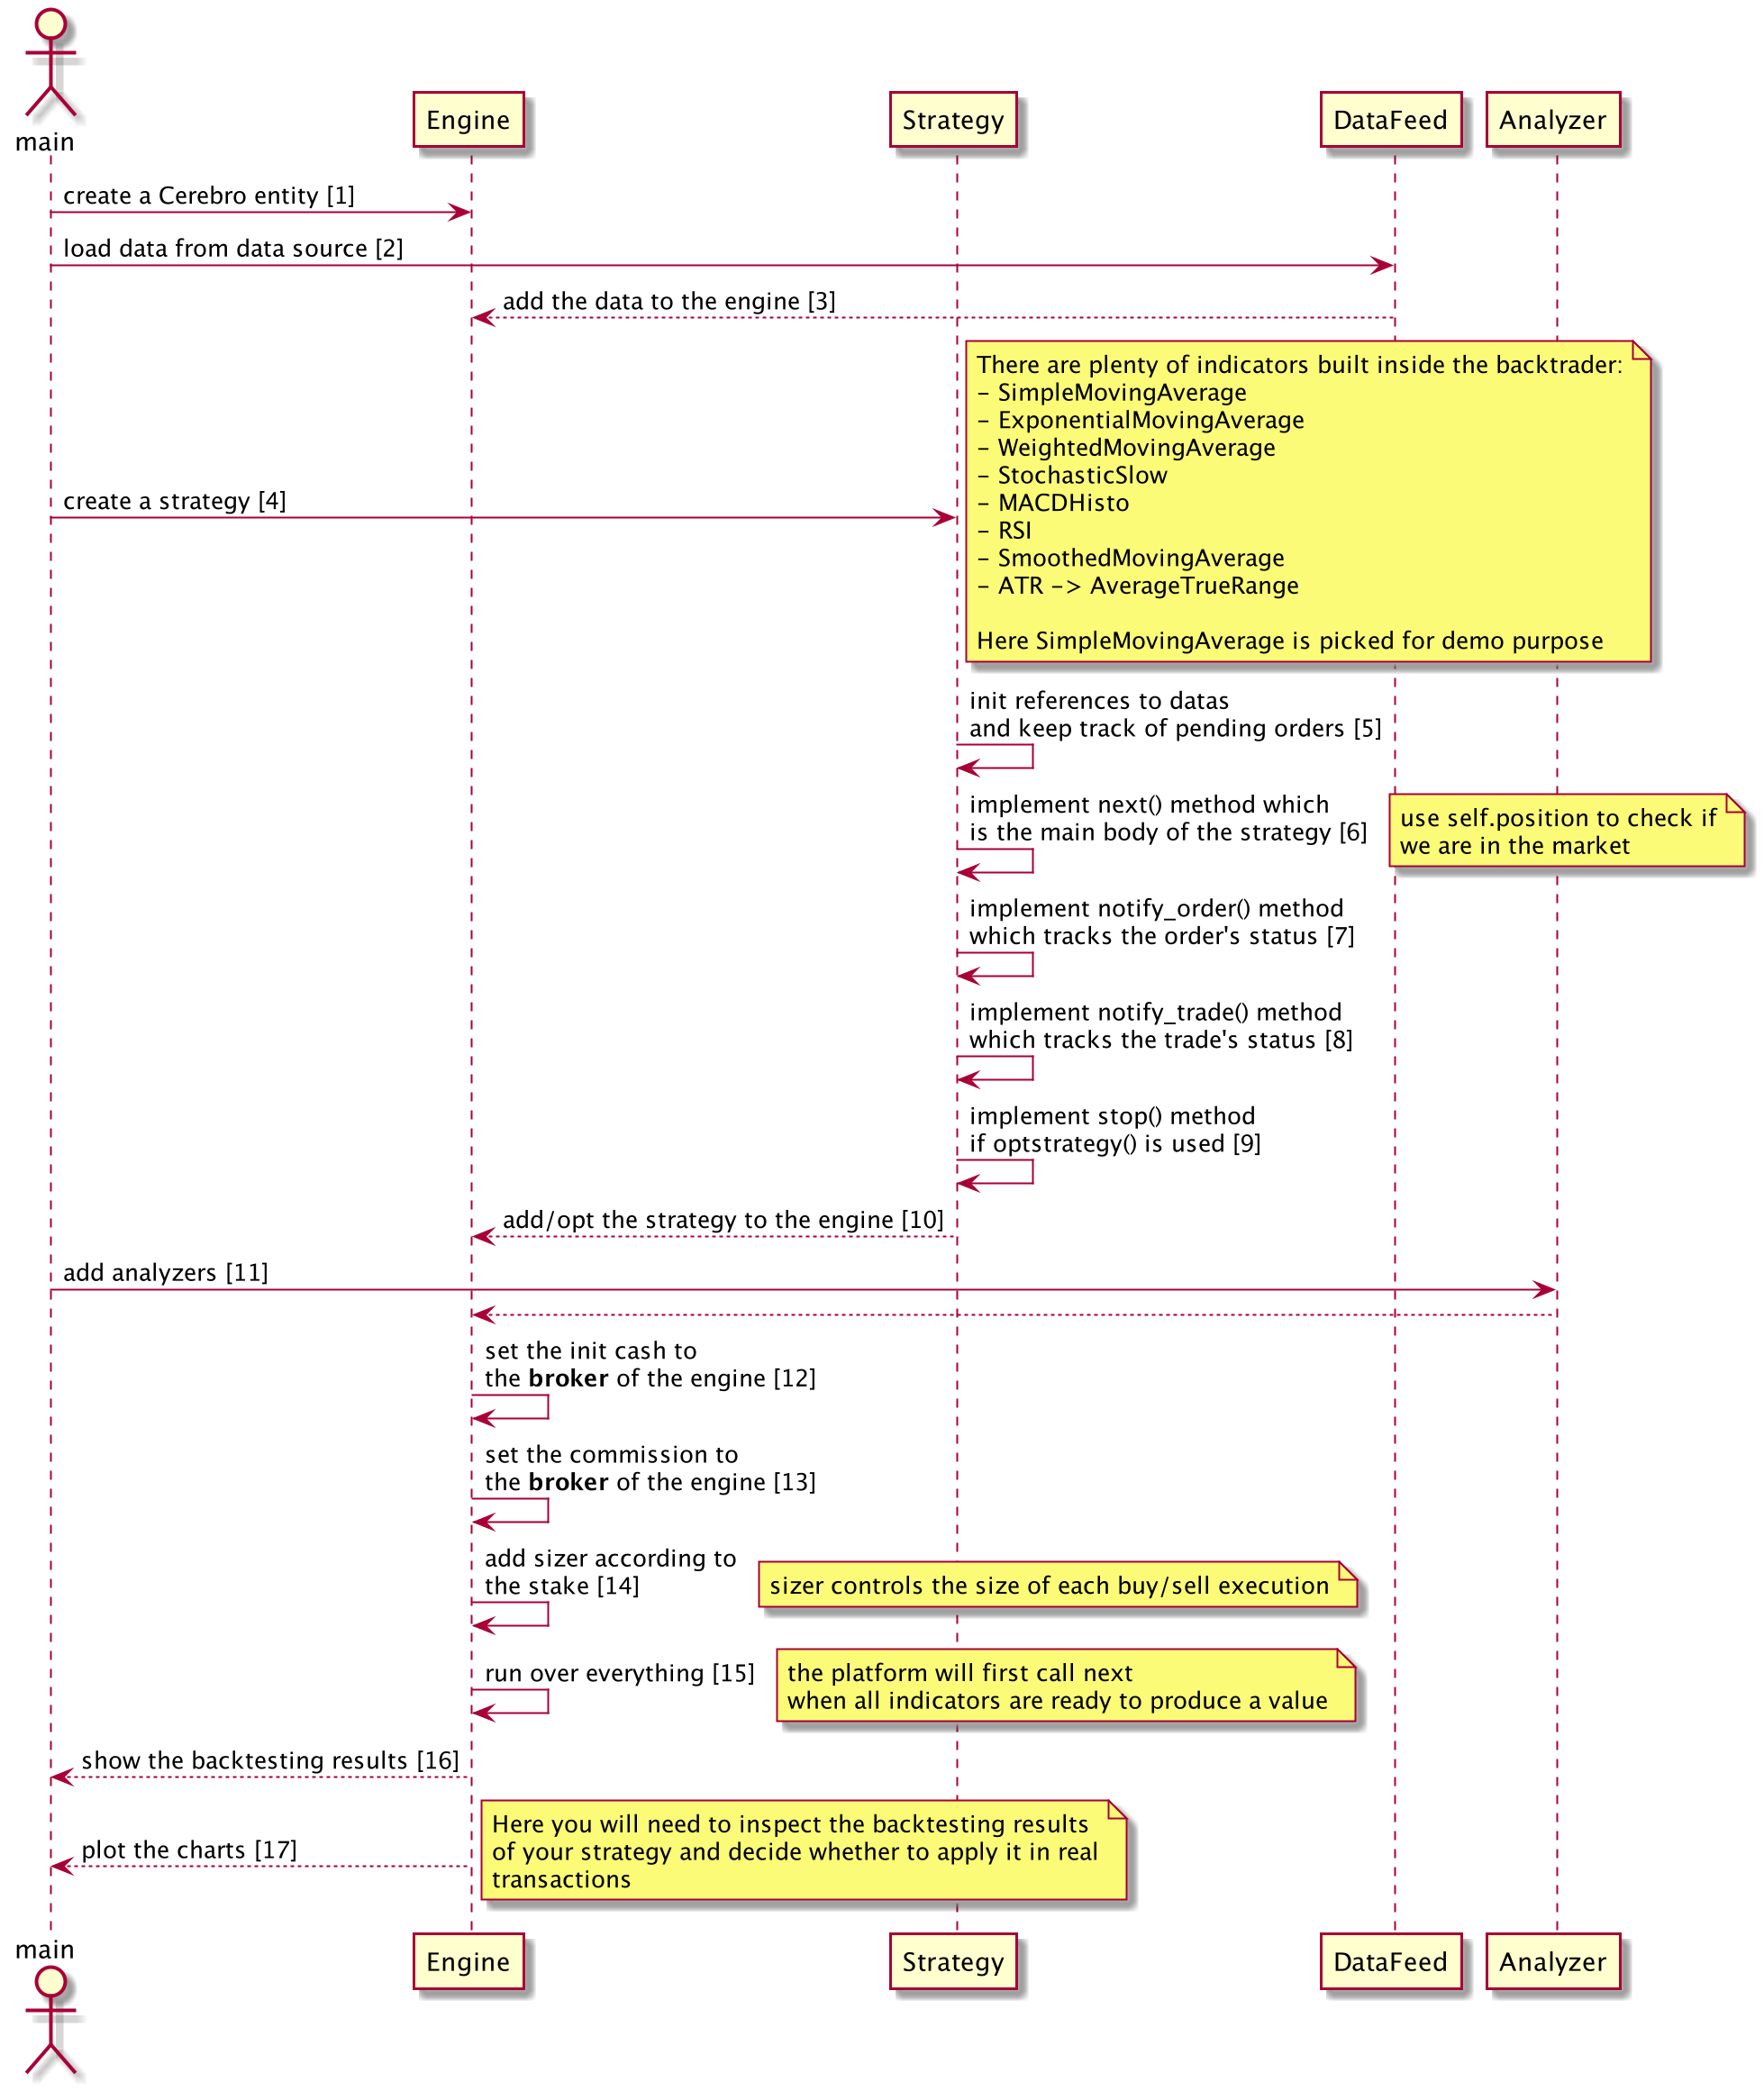 main
Engine
Strategy
DataFeed
Analyzer
create a Cerebro entity [1]
load data from data source [2]
add the data to the engine [3]
There are plenty of indicators built inside the backtrader:
- SimpleMovingAverage
- ExponentialMovingAverage
- WeightedMovingAverage
- StochasticSlow
- MACDHisto
- RSI
- SmoothedMovingAverage
- ATR -> AverageTrueRange
Here SimpleMovingAverage is picked for demo purpose
create a strategy [4]
init references to datas
and keep track of pending orders [5]
implement next() method which
is the main body of the strategy [6]
use self.position to check if
we are in the market
implement notify_order() method
which tracks the order's status [7]
implement notify_trade() method
which tracks the trade's status [8]
implement stop() method
if optstrategy() is used [9]
add/opt the strategy to the engine [10]
add analyzers [11]
set the init cash to
the broker of the engine [12]
set the commission to
the broker of the engine [13]
add sizer according to
the stake [14]
sizer controls the size of each buy/sell execution
run over everything [15]
the platform will first call next
when all indicators are ready to produce a value
show the backtesting results [16]
plot the charts [17]
Here you will need to inspect the backtesting results
of your strategy and decide whether to apply it in real
transactions
main
Engine
Strategy
DataFeed
Analyzer